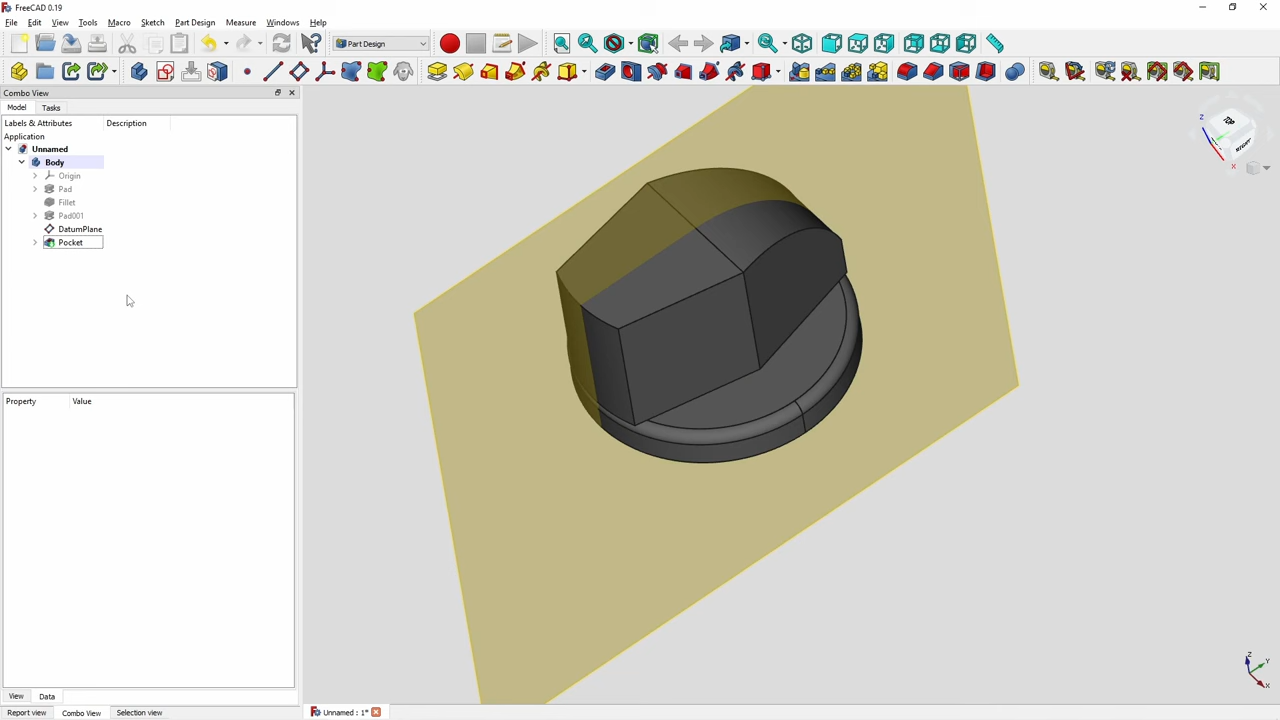 FreeCAD 0.19
File Edit View Tools Macro Sketch Part Design Measure Windows Help
Part Design
Combo View
Model Tasks
Labels & Attributes Description
Application
Unnamed
Body
Origin
Pad
Fillet
Pad001
DatumPlane
Pocket
Property Value
View Data
Report view Combo View Selection view
Unnamed : 1*
Z
RIGHT
X
Z
Y
X